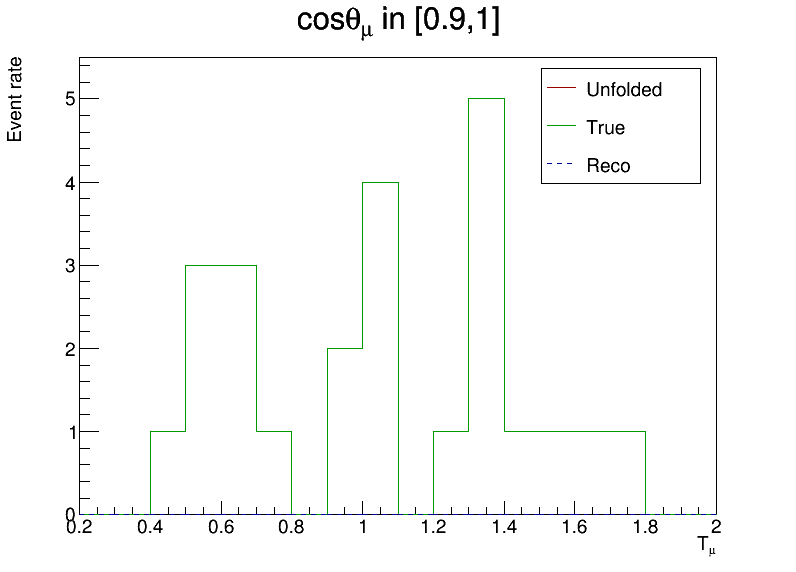 cosθμ in [0.9,1]
Event rate
Unfolded
True
Reco
5
4
3
2
1
0
0.2 0.4 0.6 0.8 1 1.2 1.4 1.6 1.8 2
Tμ